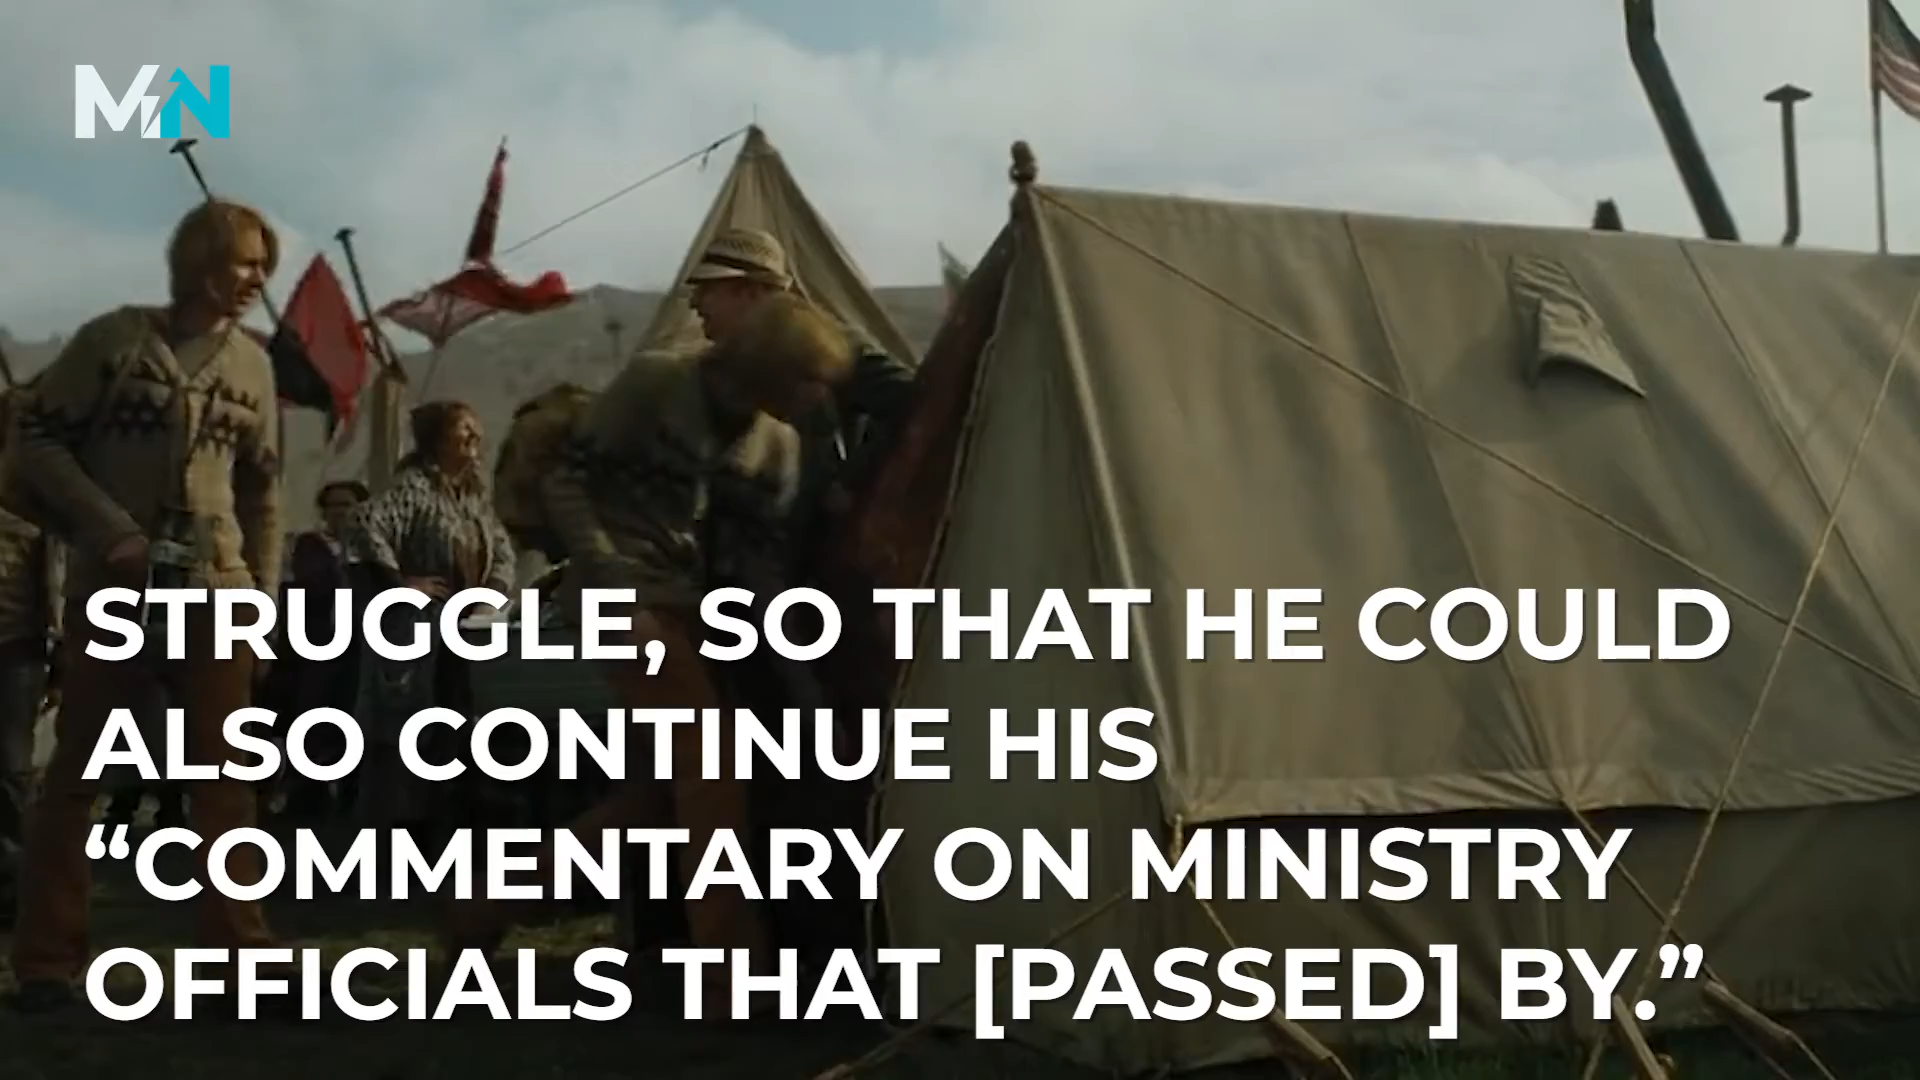 MN
STRUGGLE, SO THAT HE COULD
ALSO CONTINUE HIS
“COMMENTARY ON MINISTRY
OFFICIALS THAT [PASSED] BY.”